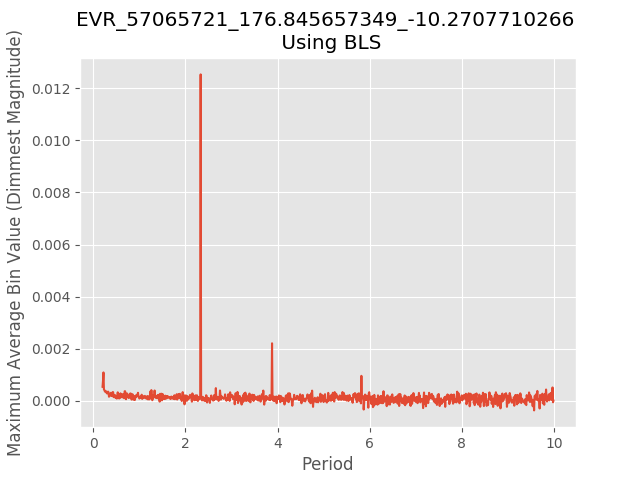 EVR_57065721_176.845657349_-10.2707710266
Using BLS
Maximum Average Bin Value (Dimmest Magnitude)
0.012
0.010
0.008
0.006
0.004
0.002
0.000
0 2 4 6 8 10
Period